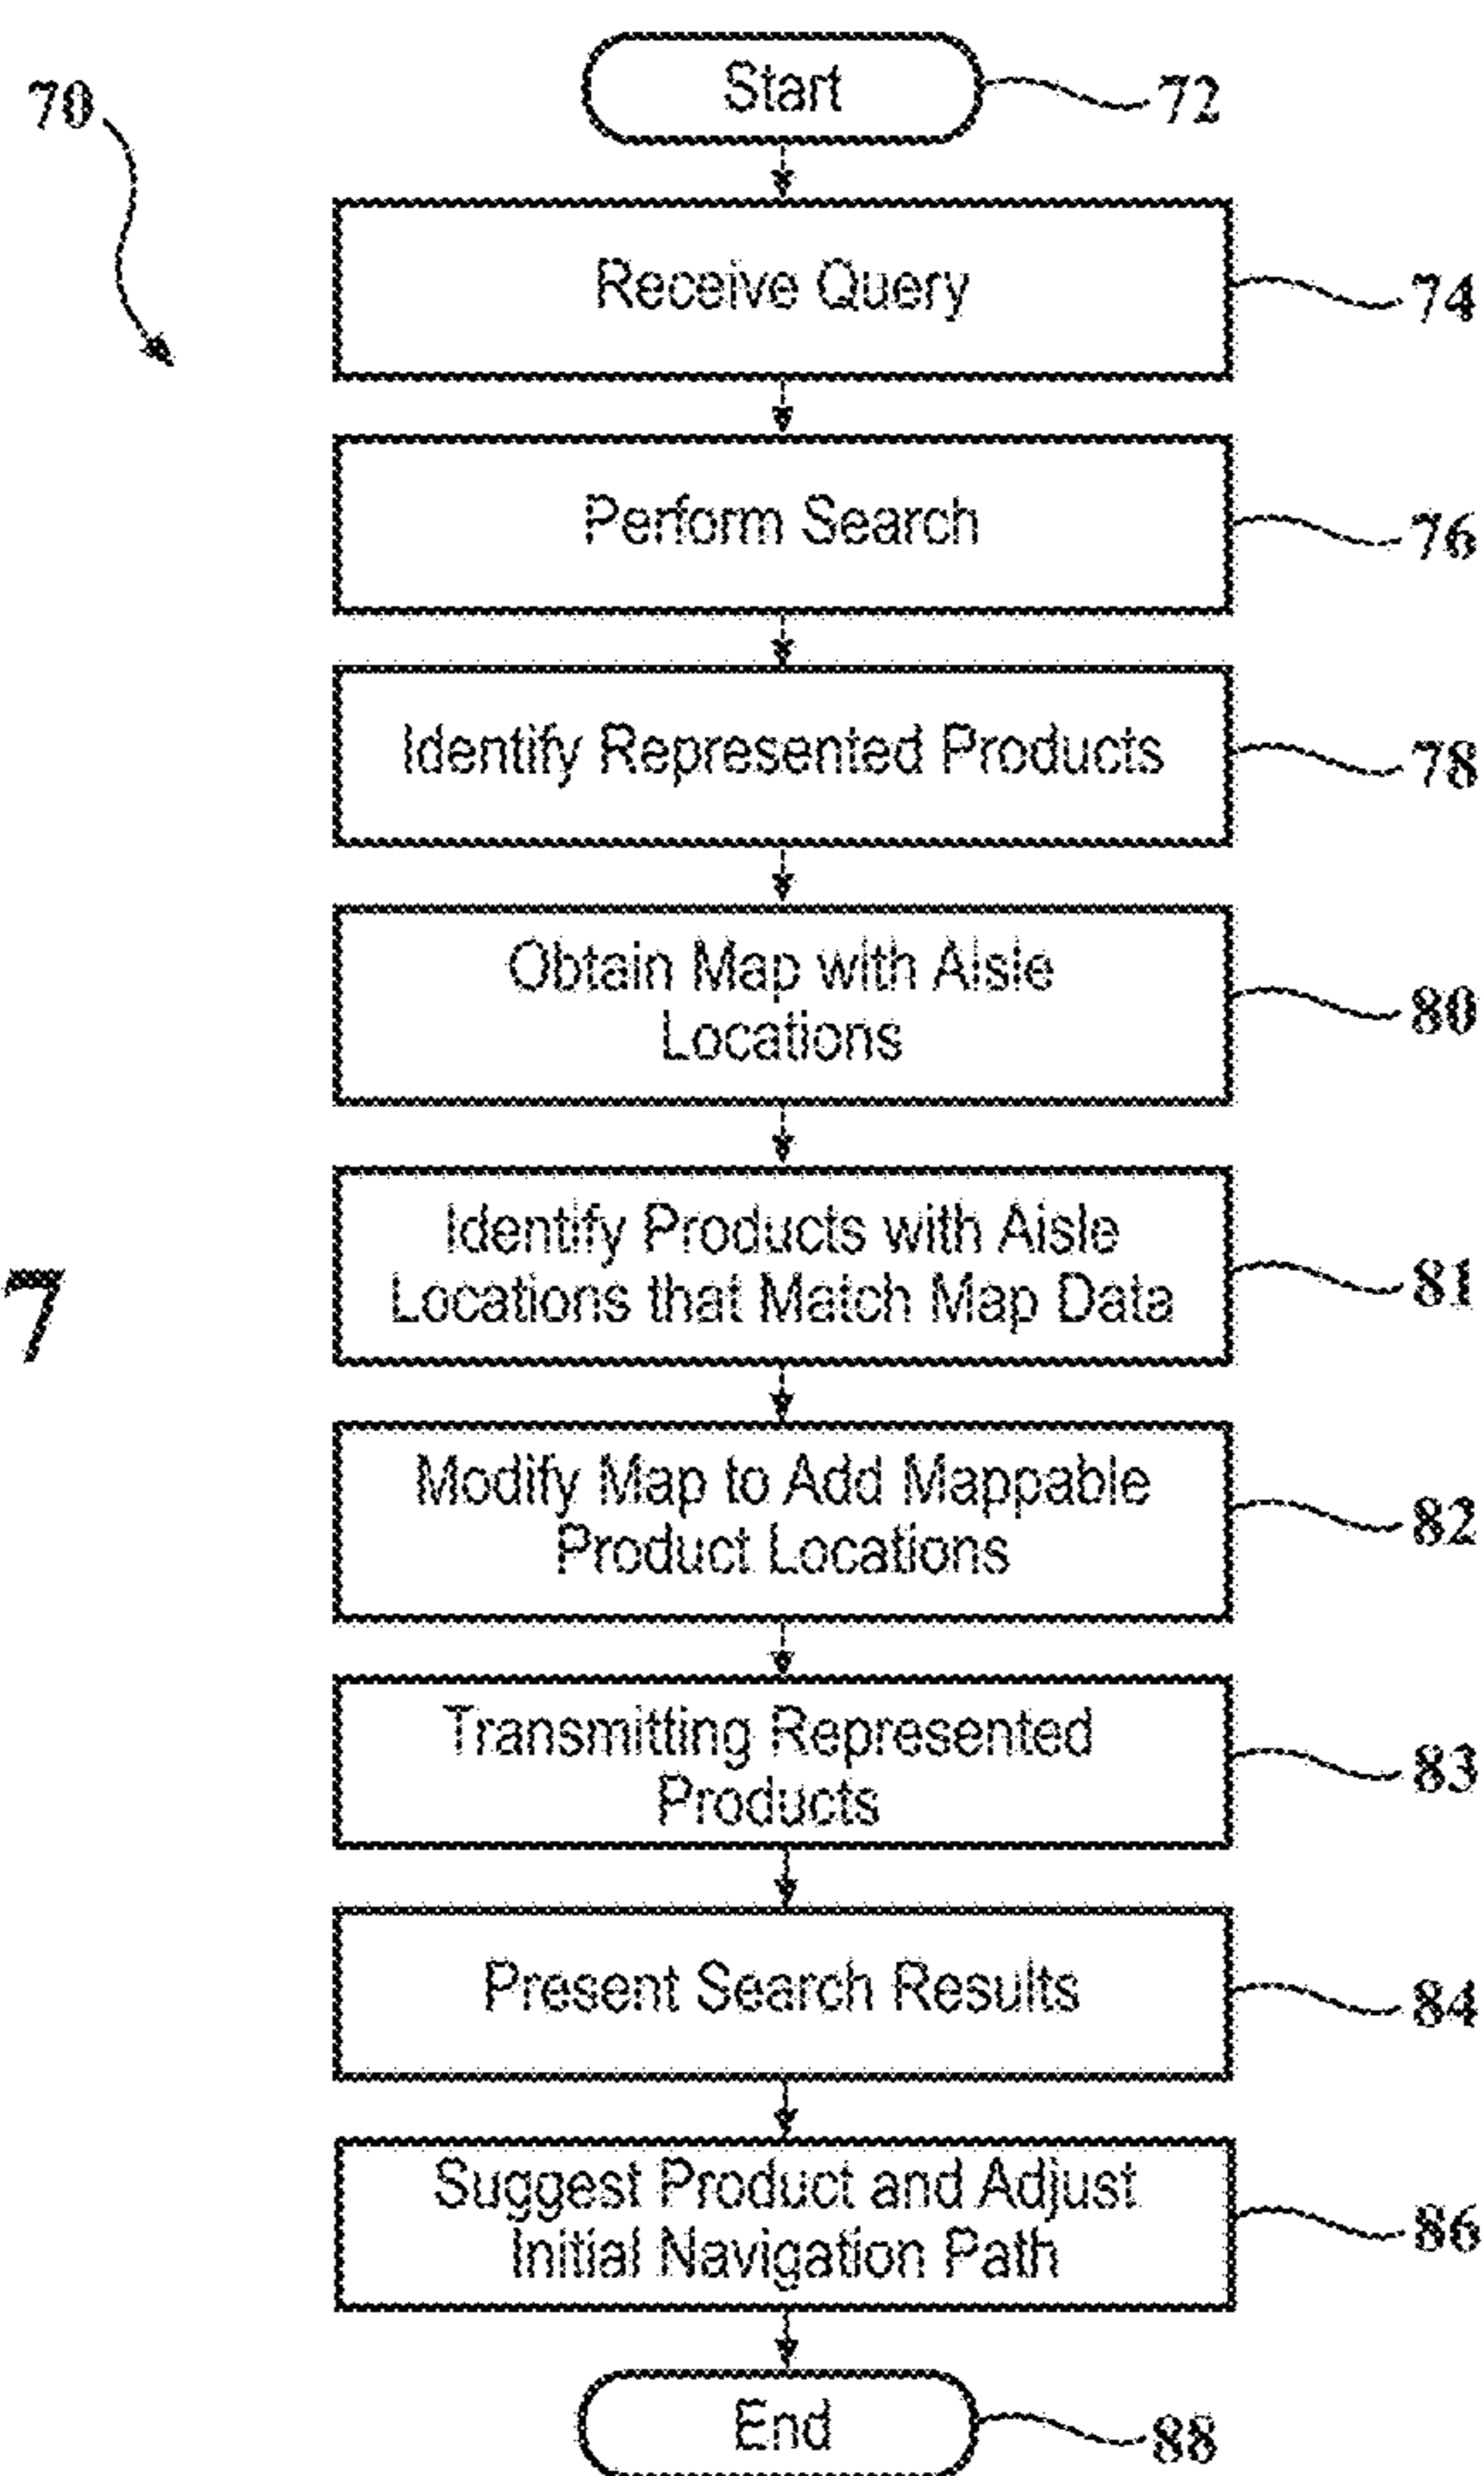 70
Start
72
Receive Query
74
Perform Search
76
Identify Represented Products
78
Obtain Map with Aisle
Locations
80
Identify Products with Aisle
Locations that Match Map Data
81
7
Modify Map to Add Mappable
Product Locations
82
Transmitting Represented
Products
83
Present Search Results
84
Suggest Product and Adjust
Initial Navigation Path
86
End
88